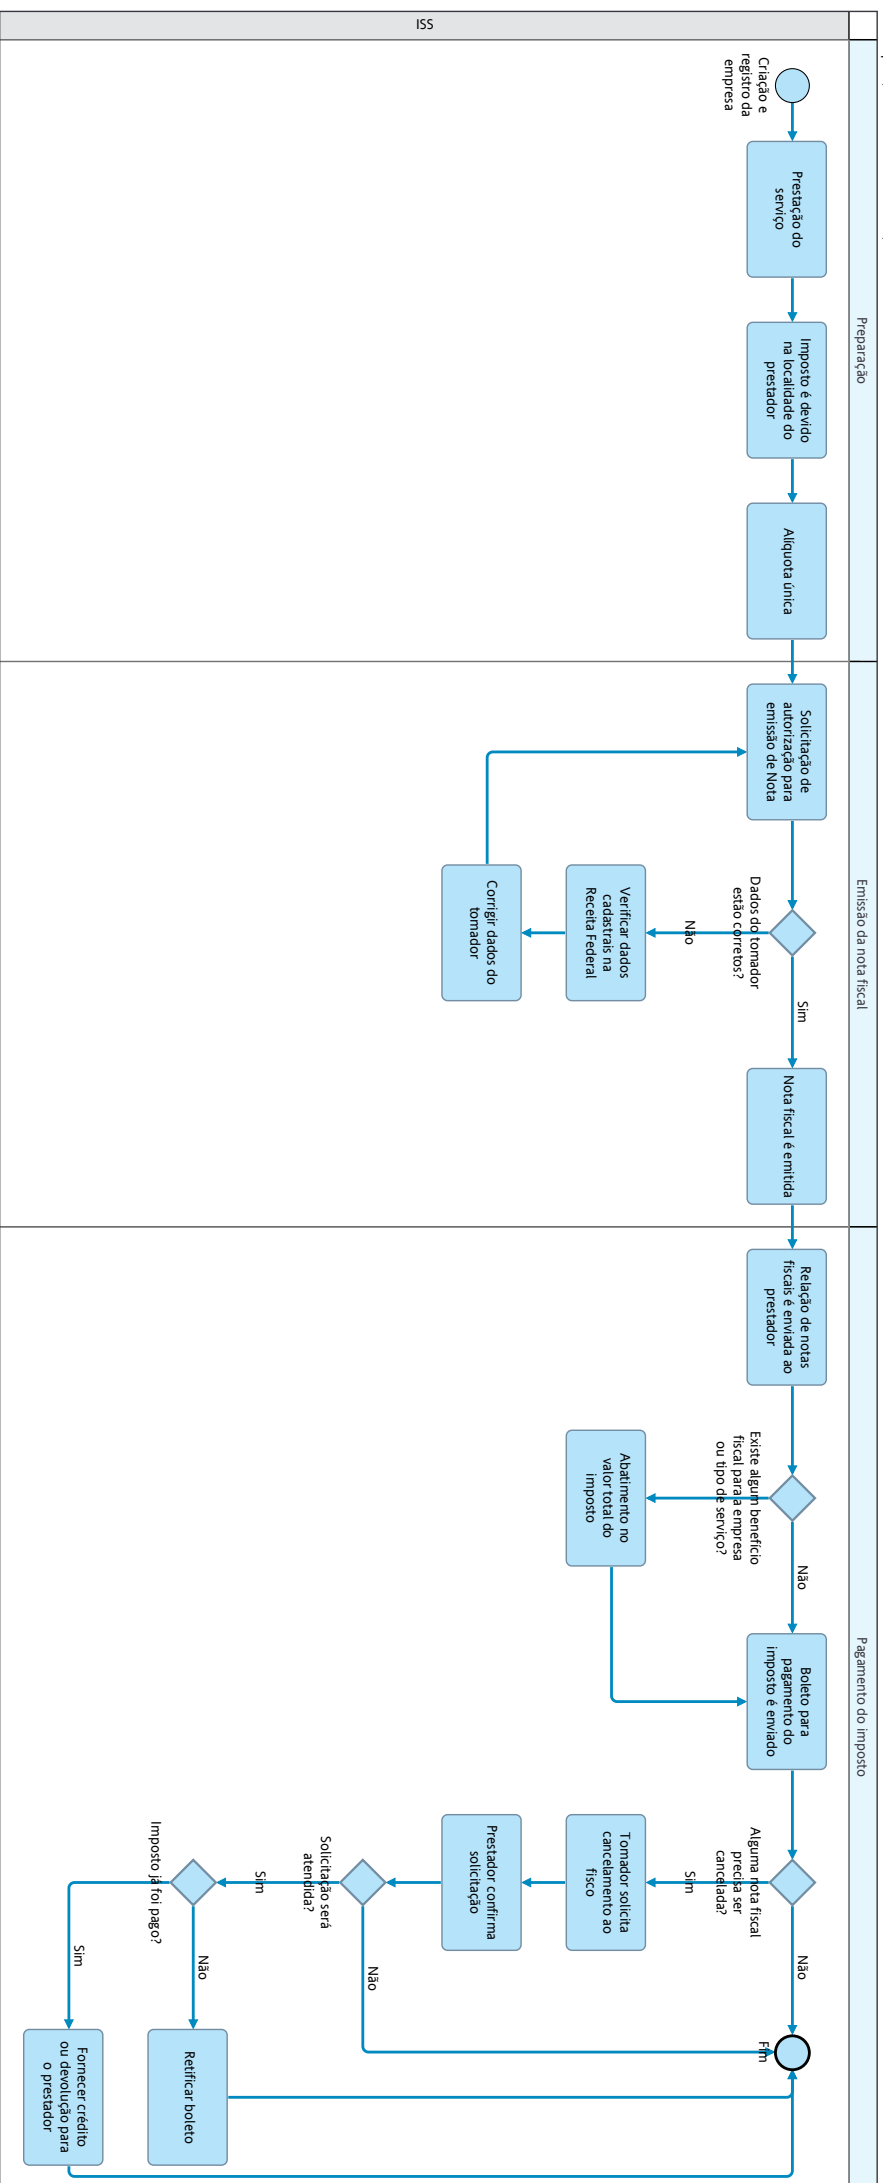 ISS
Preparação
Criação e
registro da
empresa
Prestação do
serviço
Imposto é devido
na localidade do
prestador
Alíquota única
Emissão da nota fiscal
Solicitação de
autorização para
emissão de Nota
Dados do tomador
estão corretos?
Sim
Não
Verificar dados
cadastrais na
Receita Federal
Corrigir dados do
tomador
Nota fiscal é emitida
Pagamento do imposto
Relação de notas
fiscais é enviada ao
prestador
Existe algum benefício
fiscal para a empresa
ou tipo de serviço?
Não
Abatimento no
valor total do
imposto
Boleto para
pagamento do
imposto é enviado
Alguma nota fiscal
precisa ser
cancelada?
Não
Sim
Tomador solicita
cancelamento ao
fisco
Prestador confirma
solicitação
Solicitação será
atendida?
Não
Sim
Imposto já foi pago?
Não
Sim
Retificar boleto
Fornecer crédito
ou devolução para
o prestador
Fim